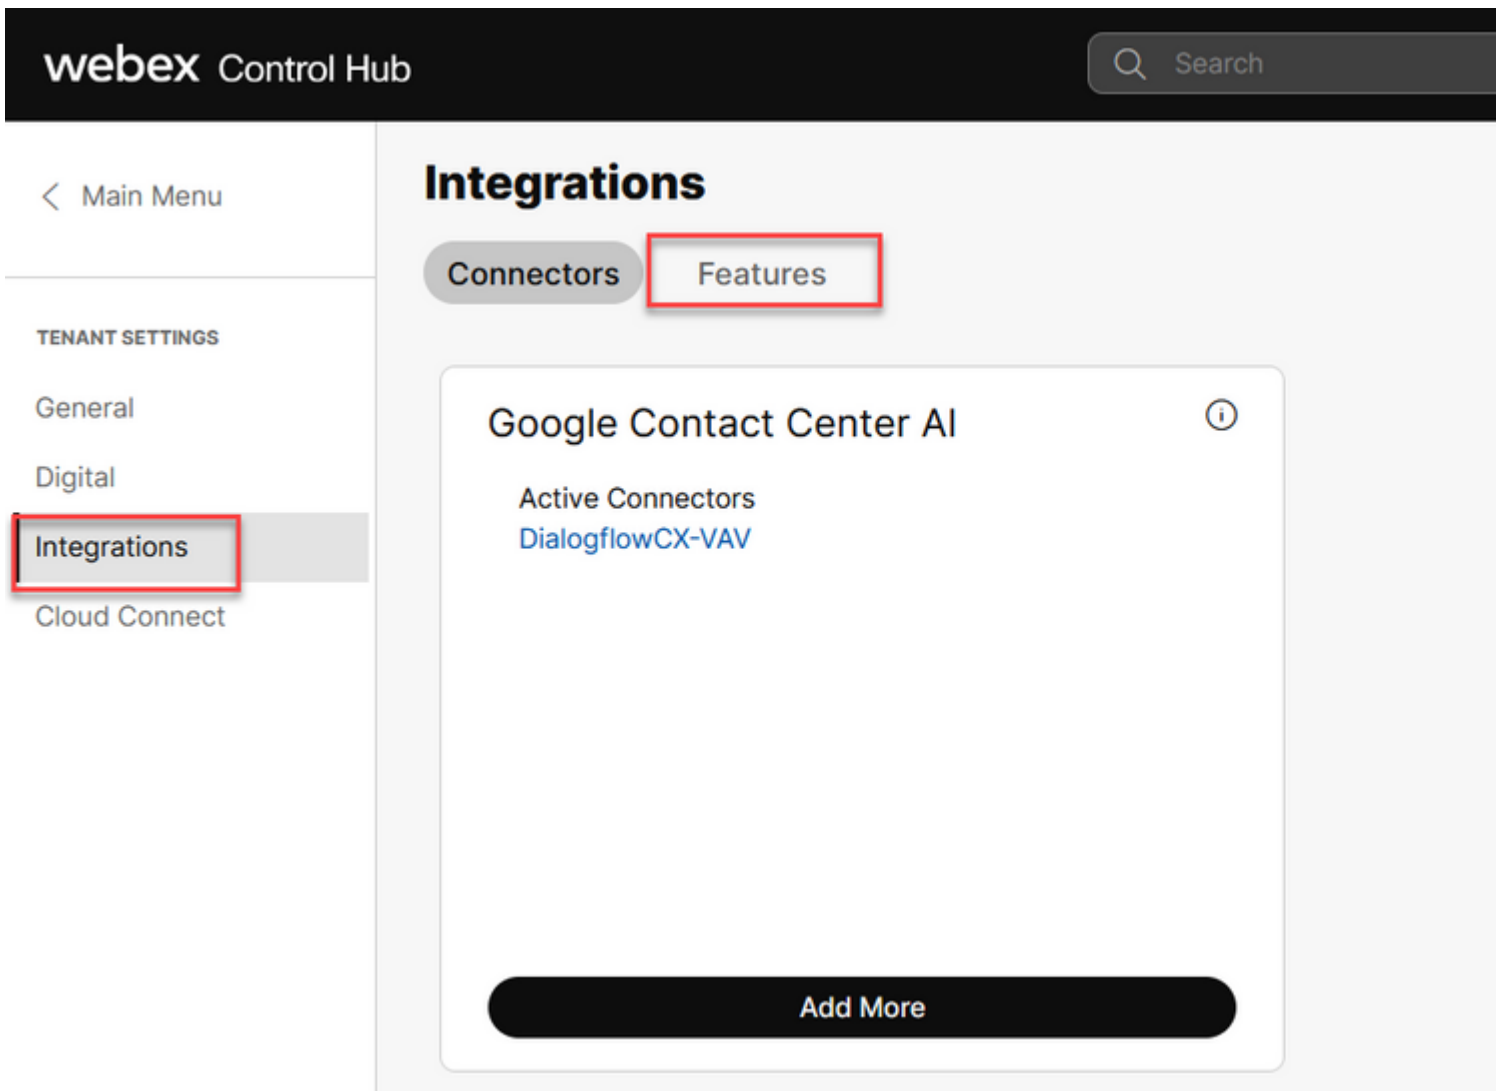 webex Control Hub
Search
Main Menu
TENANT SETTINGS
General
Digital
Integrations
Cloud Connect
Integrations
Connectors
Features
Google Contact Center AI
Active Connectors
DialogflowCX-VAV
Add More